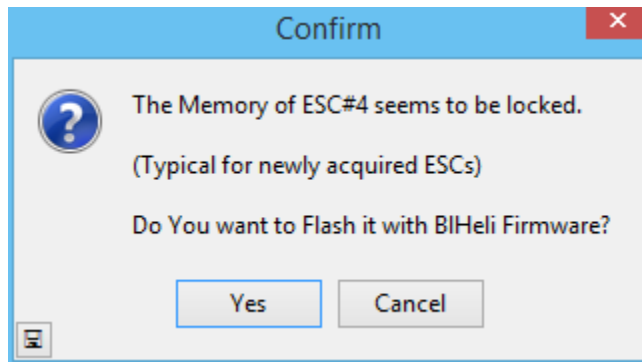 Confirm
The Memory of ESC#4 seems to be locked.
(Typical for newly acquired ESCs)
Do You want to Flash it with BlHeli Firmware?
Yes
Cancel